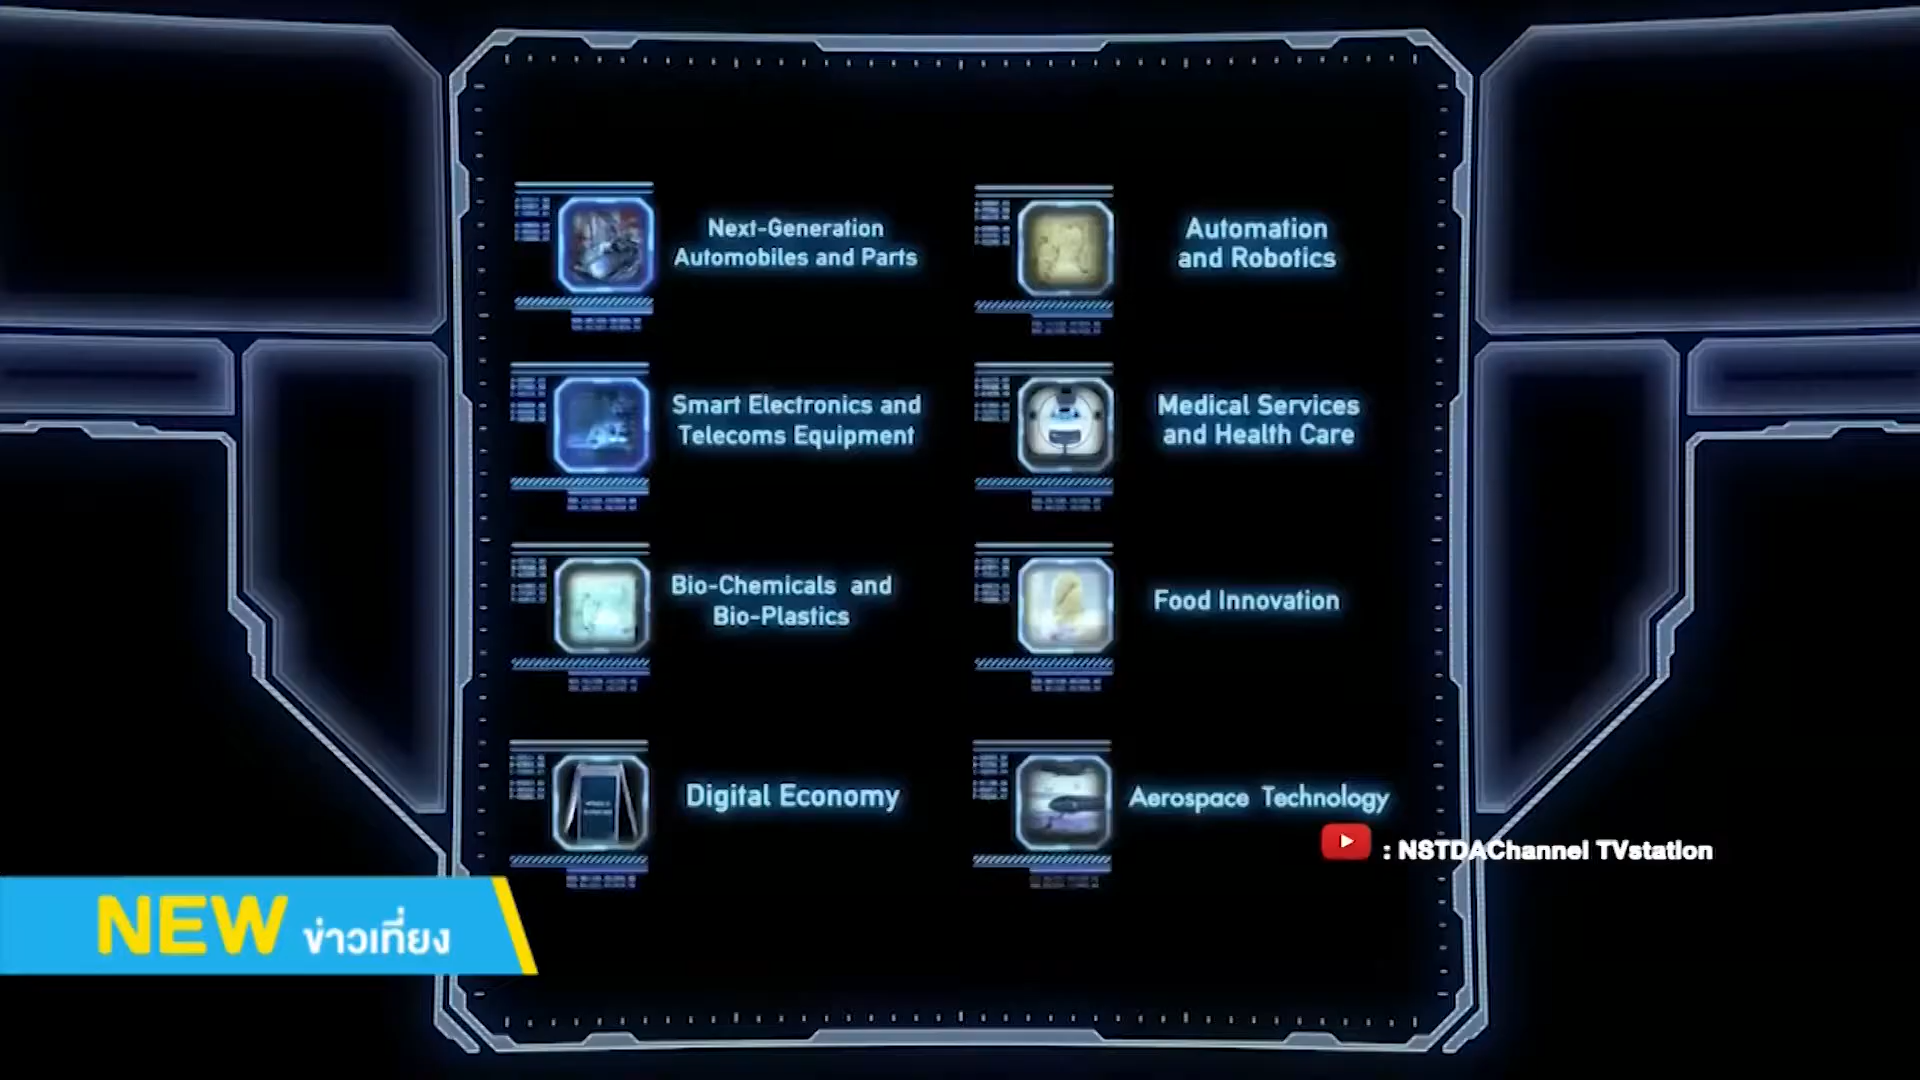 Next-Generation
Automobiles and Parts
Automation
and Robotics
Smart Electronics and
Telecoms Equipment
Medical Services
and Health Care
Bio-Chemicals and
Bio-Plastics
Food Innovation
Digital Economy
Aerospace Technology
: NSTDAChannel TVstation
NEW ข่าวเที่ยง